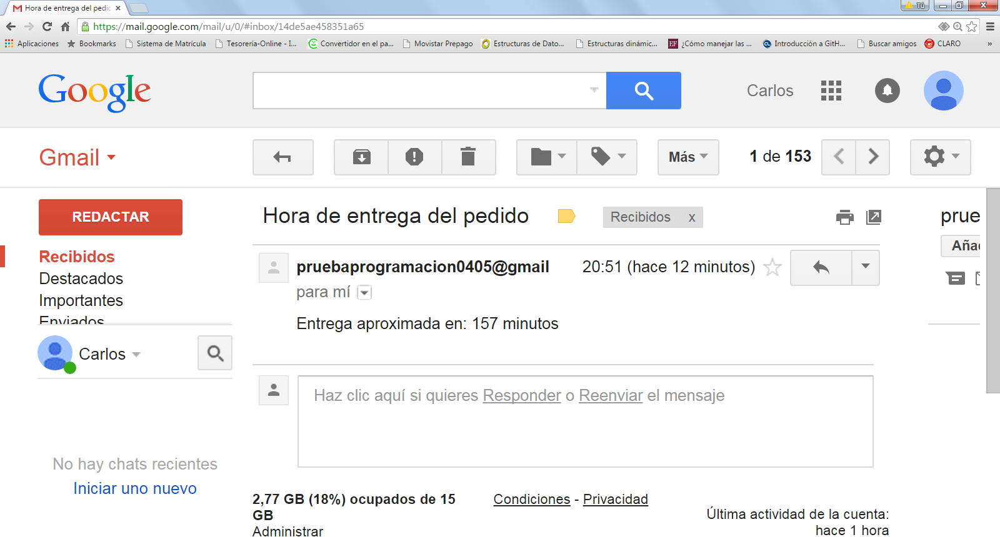 Hora de entrega del pedic
Tú
https://mail.google.com/mail/u/0/#inbox/14de5ae458351a65
Aplicaciones Bookmarks Sistema de Matrícula Tesorería-Online - I... Convertidor en el pa... Movistar Prepago Estructuras de Dato... Estructuras dinámic... EF ¿Cómo manejar las ... CL Introducción a GitH... Buscar amigos CLARO »
Google
Carlos
Gmail
Más
1 de 153
REDACTAR
Hora de entrega del pedido
Recibidos x
prue
Añad
Recibidos
Destacados
Importantes
Enviados
pruebaprogramacion0405@gmail
20:51 (hace 12 minutos)
para mí
Entrega aproximada en: 157 minutos
Carlos
Haz clic aquí si quieres Responder o Reenviar el mensaje
No hay chats recientes
Iniciar uno nuevo
2,77 GB (18%) ocupados de 15
GB
Administrar
Condiciones - Privacidad
Última actividad de la cuenta:
hace 1 hora